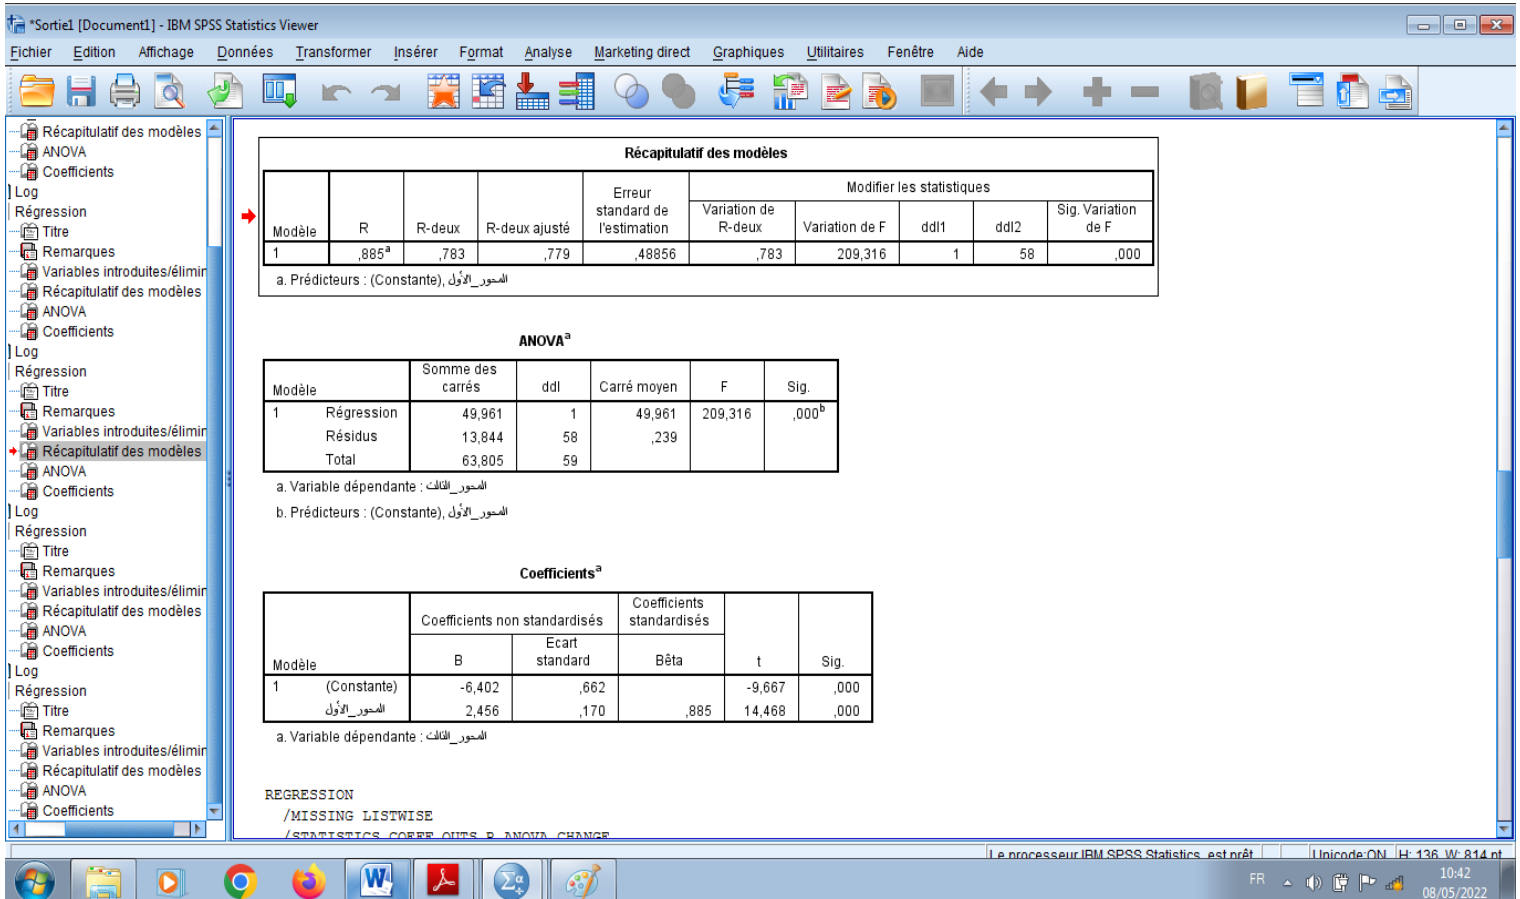 *Sortie1 [Document1] - IBM SPSS Statistics Viewer
Fichier Edition Affichage Données Transformer Insérer Format Analyse Marketing direct Graphiques Utilitaires Fenêtre Aide
Récapitulatif des modèles
ANOVA
Coefficients
Log
Régression
Titre
Remarques
Variables introduites/élimin
Récapitulatif des modèles
ANOVA
Coefficients
Log
Régression
Titre
Remarques
Variables introduites/élimin
Récapitulatif des modèles
ANOVA
Coefficients
Log
Régression
Titre
Remarques
Variables introduites/élimin
Récapitulatif des modèles
ANOVA
Coefficients
Log
Régression
Titre
Remarques
Variables introduites/élimin
Récapitulatif des modèles
ANOVA
Coefficients
Récapitulatif des modèles
Modèle R R-deux R-deux ajusté Erreur standard de l'estimation Modifier les statistiques
Variation de R-deux Variation de F ddl1 ddl2 Sig. Variation de F
1 ,885a ,783 ,779 ,48856 ,783 209,316 1 58 ,000
a. Prédicteurs : (Constante), المحور_الأول
ANOVAa
Modèle Somme des carrés ddl Carré moyen F Sig.
1 Régression 49,961 1 49,961 209,316 ,000b
Résidus 13,844 58 ,239
Total 63,805 59
a. Variable dépendante : المحور_الثالث
b. Prédicteurs : (Constante), المحور_الأول
Coefficientsa
Modèle Coefficients non standardisés Coefficients standardisés t Sig.
B Ecart standard Bêta
1 (Constante) -6,402 ,662 -9,667 ,000
المحور_الأول 2,456 ,170 ,885 14,468 ,000
a. Variable dépendante : المحور_الثالث
REGRESSION
/MISSING LISTWISE
/STATISTICS COEFF OUTS R ANOVA CHANGE
Le processeur IBM SPSS Statistics est prêt Unicode:ON H: 136, W: 814 pt
FR 10:42
08/05/2022